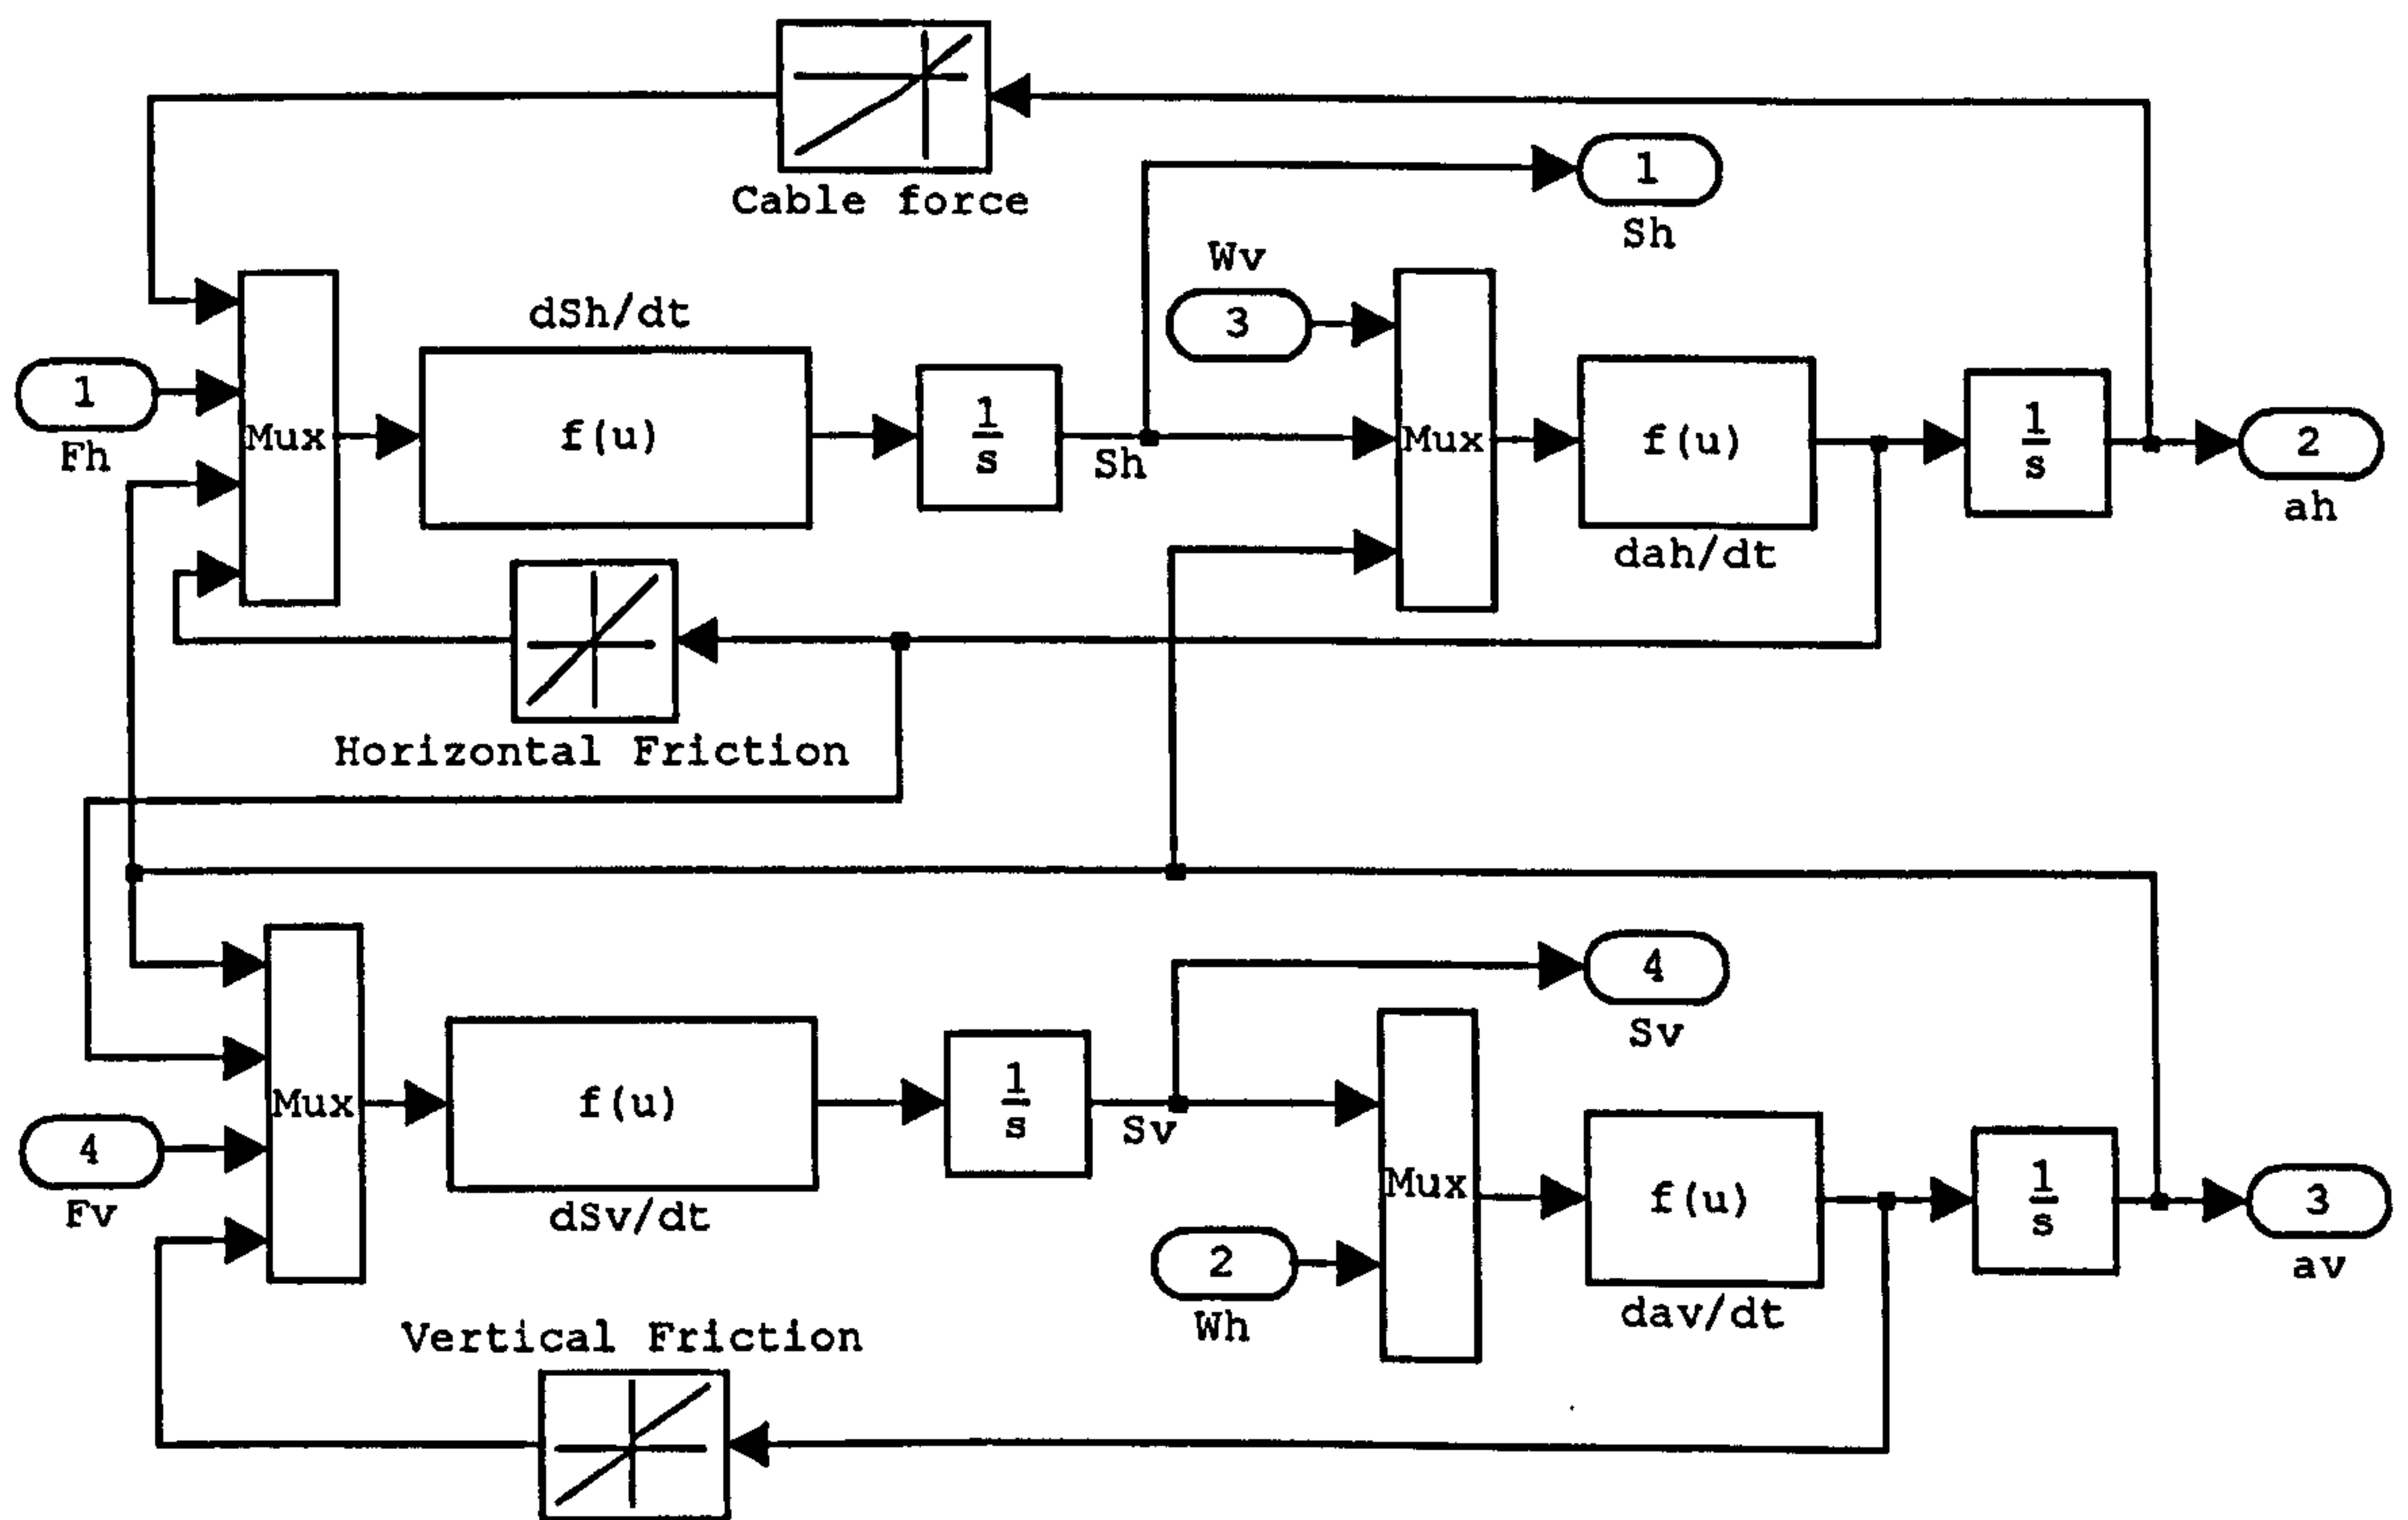 Cable force
1
Sh
Wv
3
dSh/dt
1
Fh
Mux
f(u)
1
s
Sh
Mux
f(u)
dah/dt
1
s
2
ah
Horizontal Friction
4
Sv
Mux
f(u)
dSv/dt
1
s
Sv
4
Fv
Mux
2
Wh
f(u)
dav/dt
1
s
3
av
Vertical Friction